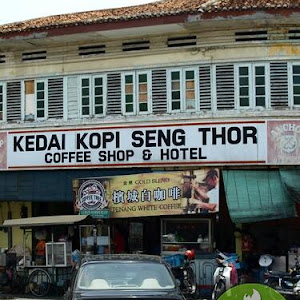 KEDAI KOPI SENG THOR
COFFEE SHOP & HOTEL
GOLD BLEND
檳城白咖啡
PENANG WHITE COFFEE